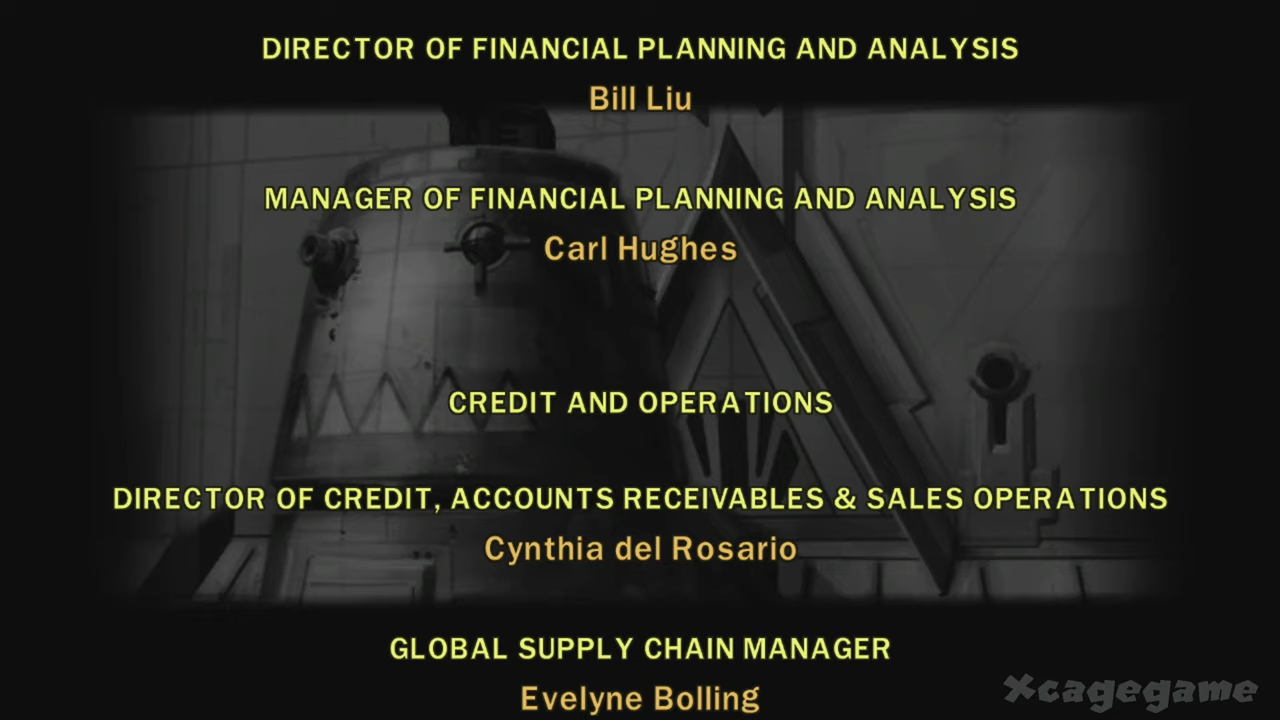 DIRECTOR OF FINANCIAL PLANNING AND ANALYSIS
Bill Liu
MANAGER OF FINANCIAL PLANNING AND ANALYSIS
Carl Hughes
CREDIT AND OPERATIONS
DIRECTOR OF CREDIT, ACCOUNTS RECEIVABLES & SALES OPERATIONS
Cynthia del Rosario
GLOBAL SUPPLY CHAIN MANAGER
Evelyne Bolling
Xcagegame